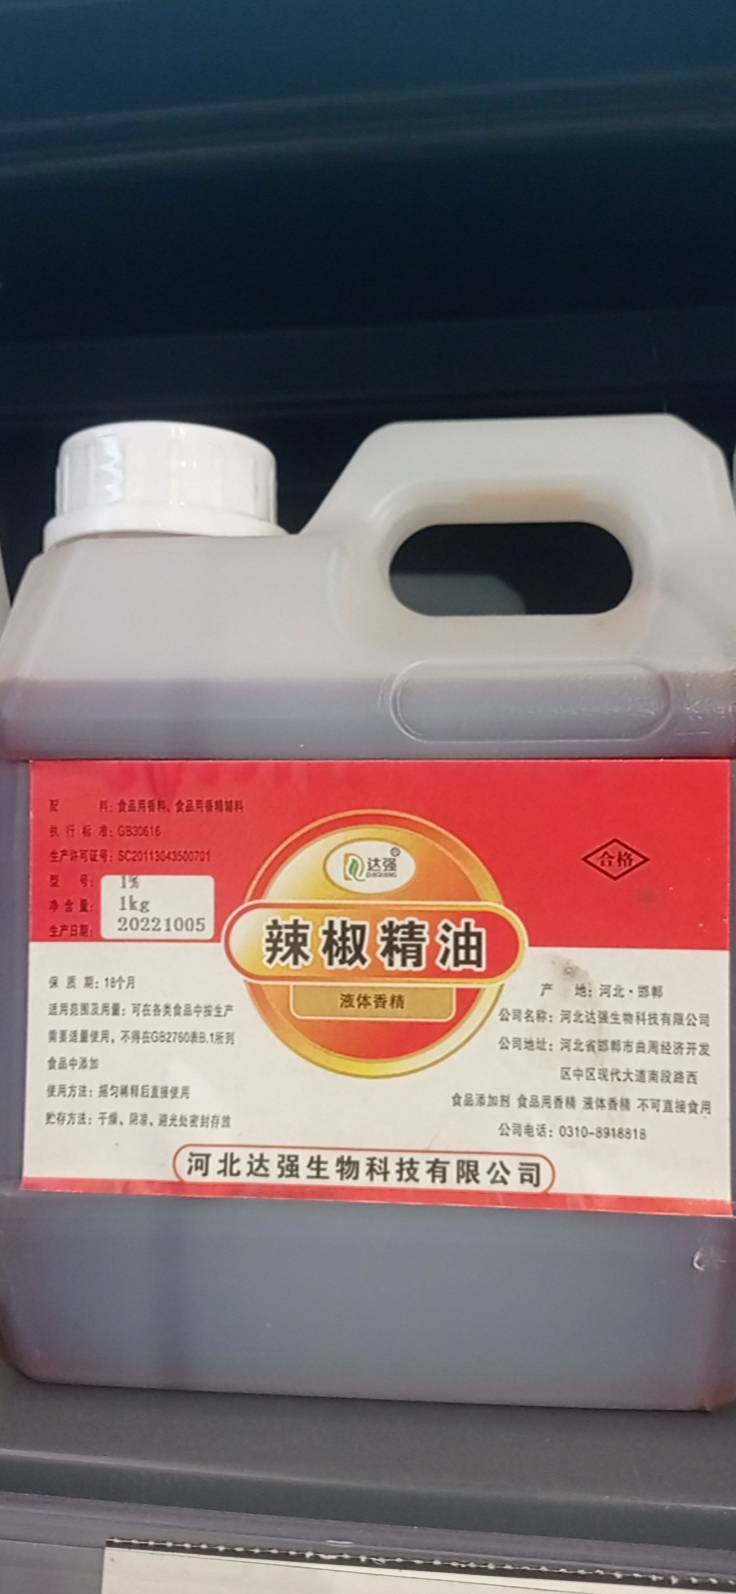 配 料: 食品用香料、食品用香精辅料
执行标准: GB30616
生产许可证号: SC20113043500701
型 号: 1%
净含量: 1kg
生产日期: 20221005
保 质 期: 18个月
适用范围及用量: 可在各类食品中按生产
需要适量使用, 不得在GB2760表B.1所列
食品中添加
使用方法: 摇匀稀释后直接使用
贮存方法: 干燥、阴凉、避光处密封存放
达强®
辣椒精油
液体香精
合格
产 地: 河北·邯郸
公司名称: 河北达强生物科技有限公司
公司地址: 河北省邯郸市曲周经济开发
区中区现代大道南段路西
食品添加剂 食品用香精 液体香精 不可直接食用
公司电话: 0310-8918818
河北达强生物科技有限公司